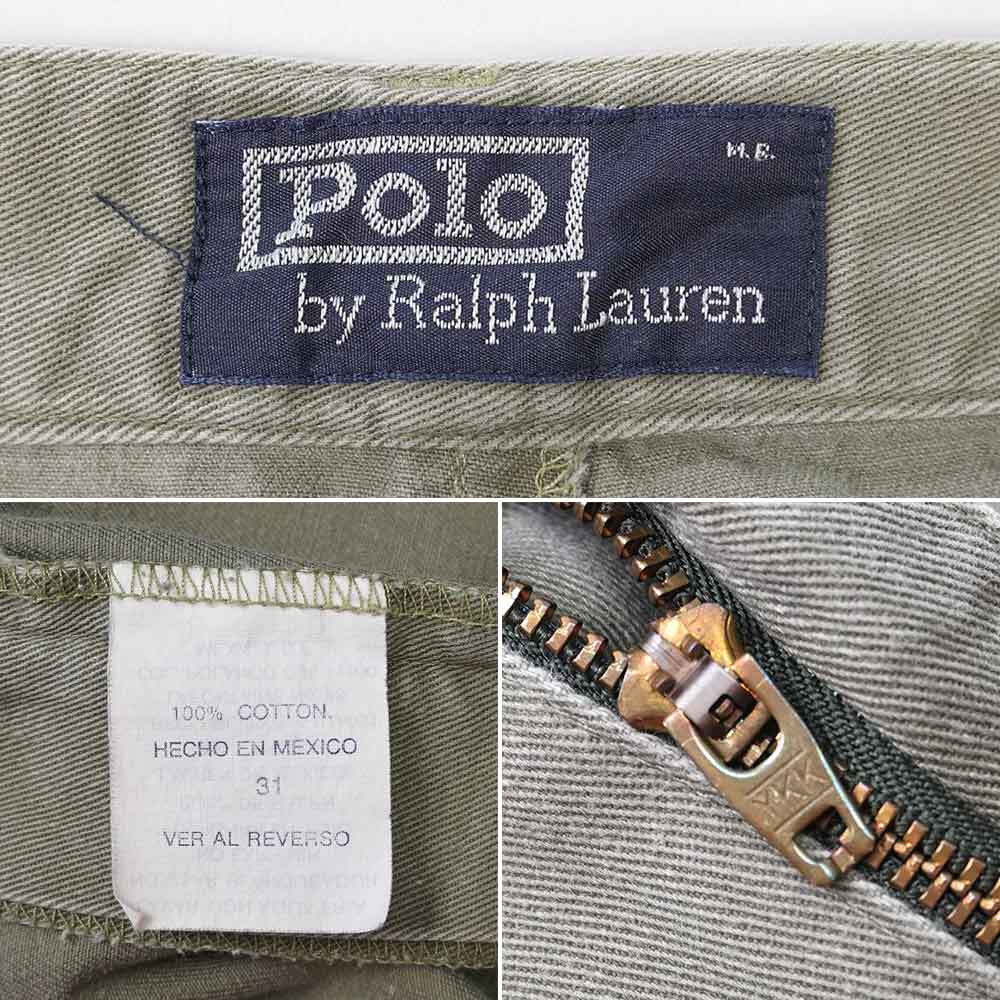 M.B.
Polo
by Ralph Lauren
100% COTTON.
HECHO EN MEXICO
31
VER AL REVERSO
YKK